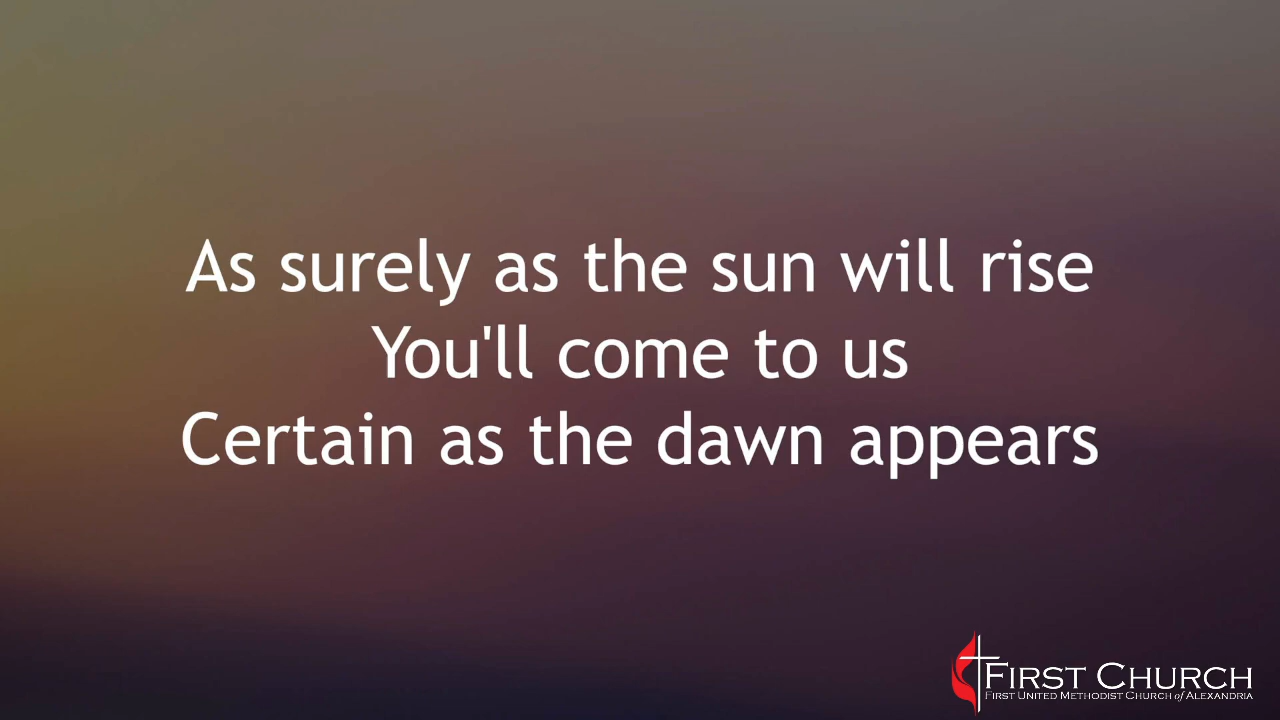 As surely as the sun will rise
You'll come to us
Certain as the dawn appears
FIRST CHURCH
FIRST UNITED METHODIST CHURCH of ALEXANDRIA